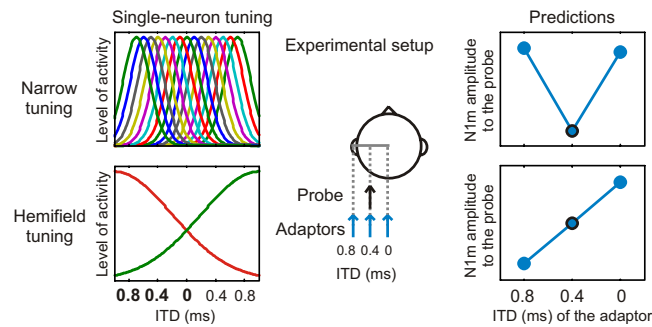 Single-neuron tuning
Experimental setup
Predictions
Narrow
tuning
Level of activity
N1m amplitude
to the probe
Hemifield
tuning
Level of activity
0.8 0.4 0 0.4 0.8
ITD (ms)
Probe
Adaptors
0.8 0.4 0
ITD (ms)
N1m amplitude
to the probe
0.8 0.4 0
ITD (ms) of the adaptor